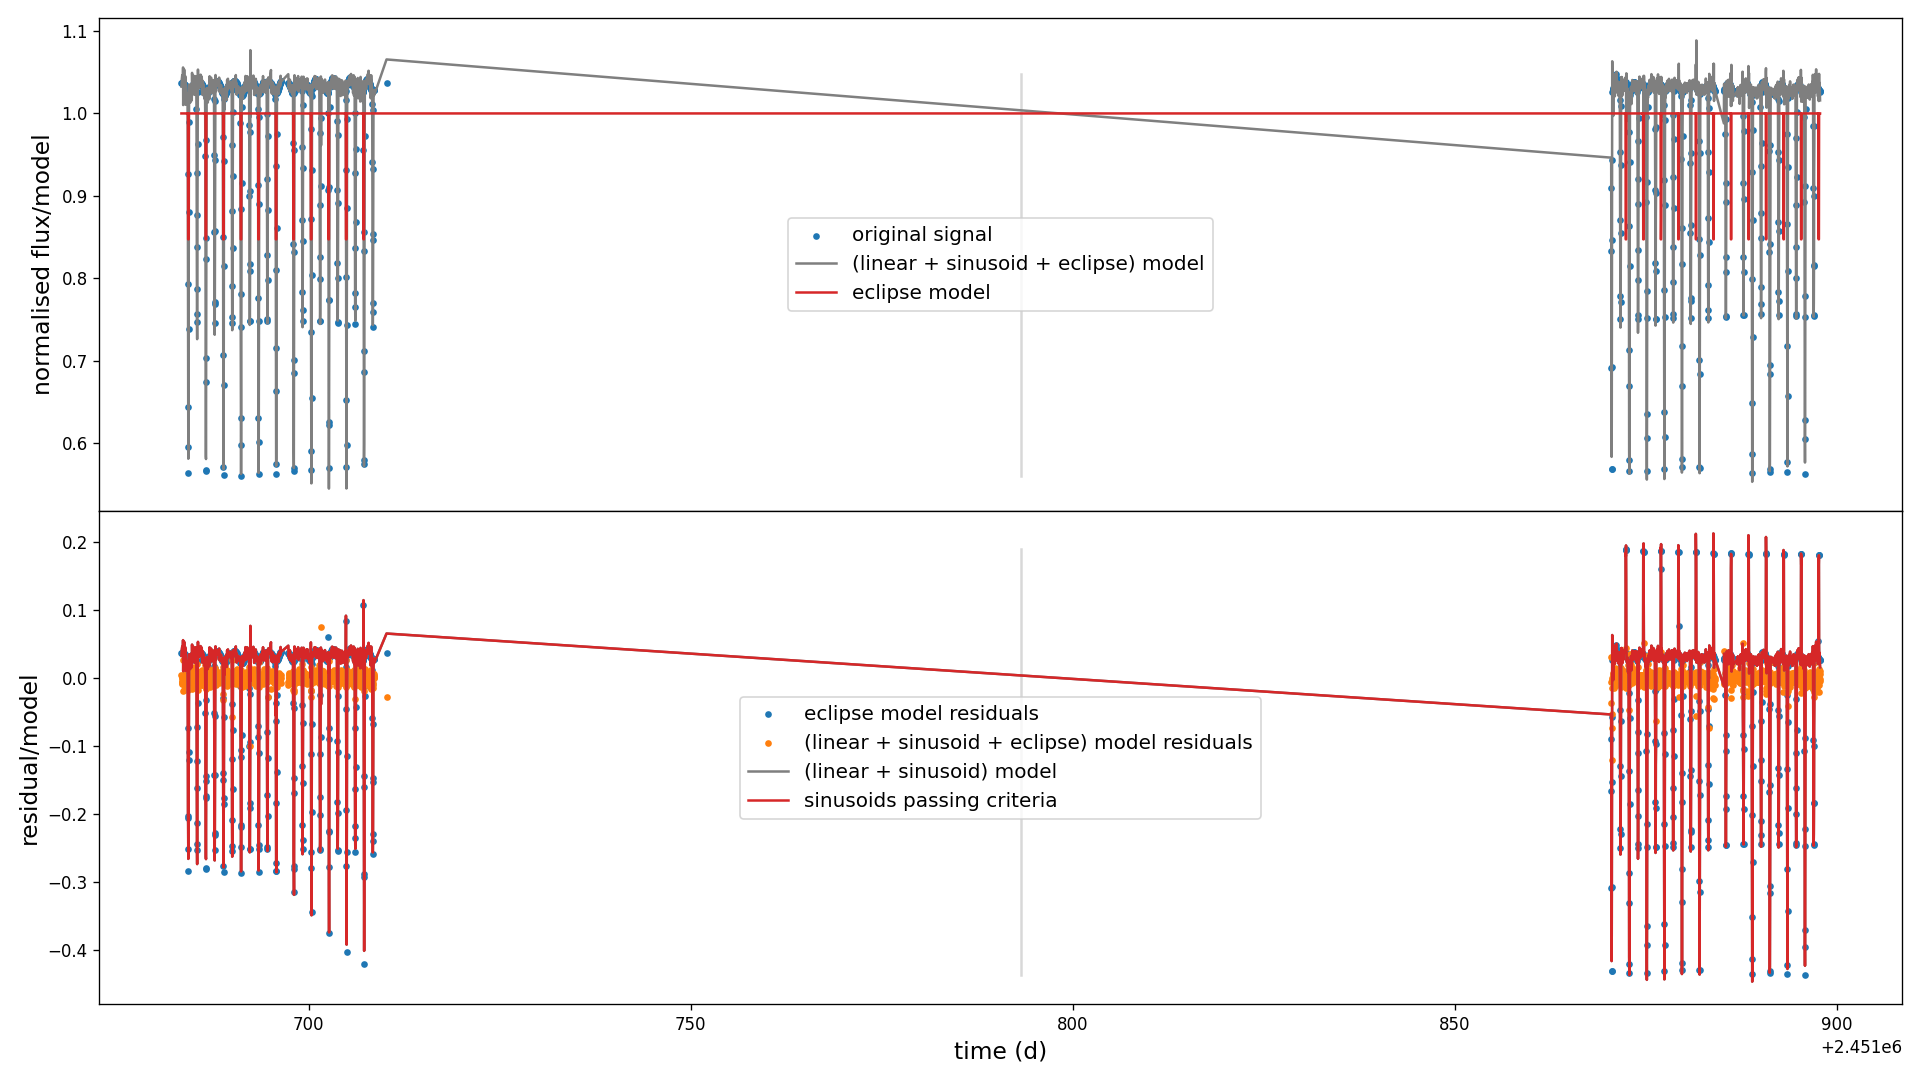 normalised flux/model
1.1
1.0
0.9
0.8
0.7
0.6
original signal
(linear + sinusoid + eclipse) model
eclipse model
residual/model
0.2
0.1
0.0
−0.1
−0.2
−0.3
−0.4
eclipse model residuals
(linear + sinusoid + eclipse) model residuals
(linear + sinusoid) model
sinusoids passing criteria
700
750
800
850
900
+2.451e6
time (d)